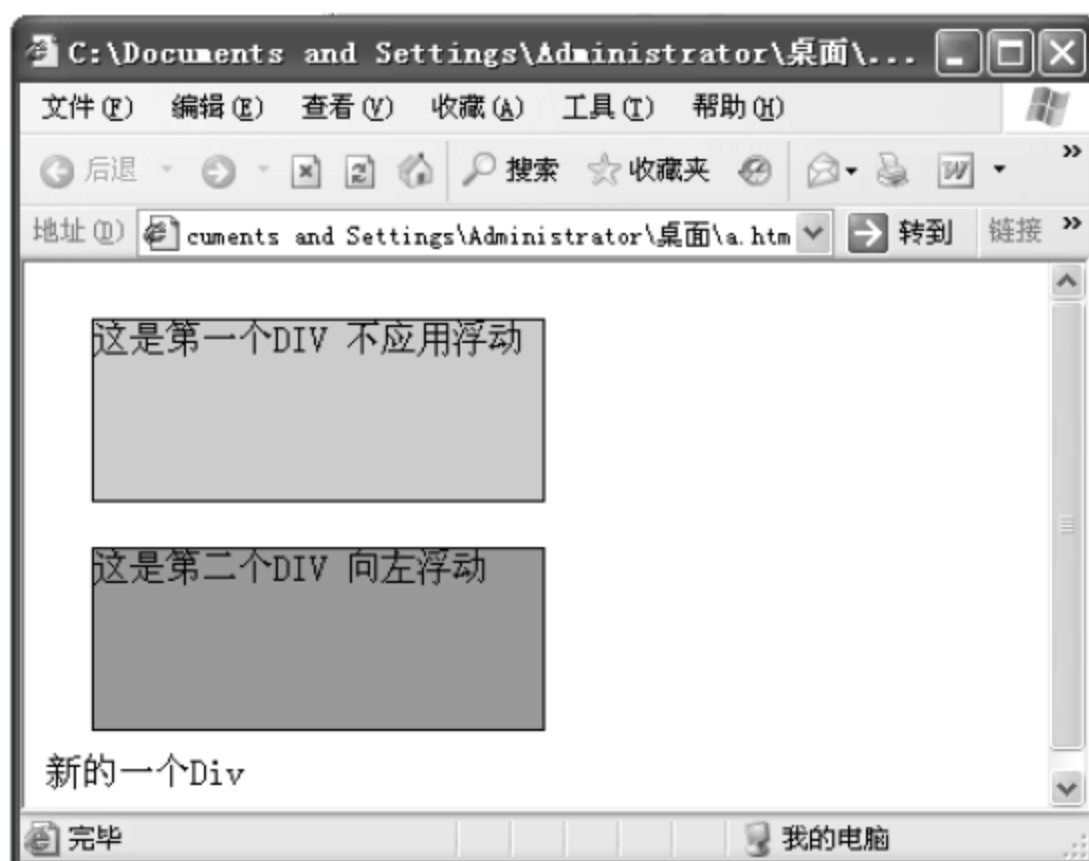 C:\Documents and Settings\Administrator\桌面\...
文件(F) 编辑(E) 查看(V) 收藏(A) 工具(T) 帮助(H)
后退 搜索 收藏夹 W »
地址(D) cuments and Settings\Administrator\桌面\a.htm 转到 链接 »
这是第一个DIV 不应用浮动
这是第二个DIV 向左浮动
新的一个Div
完毕 我的电脑